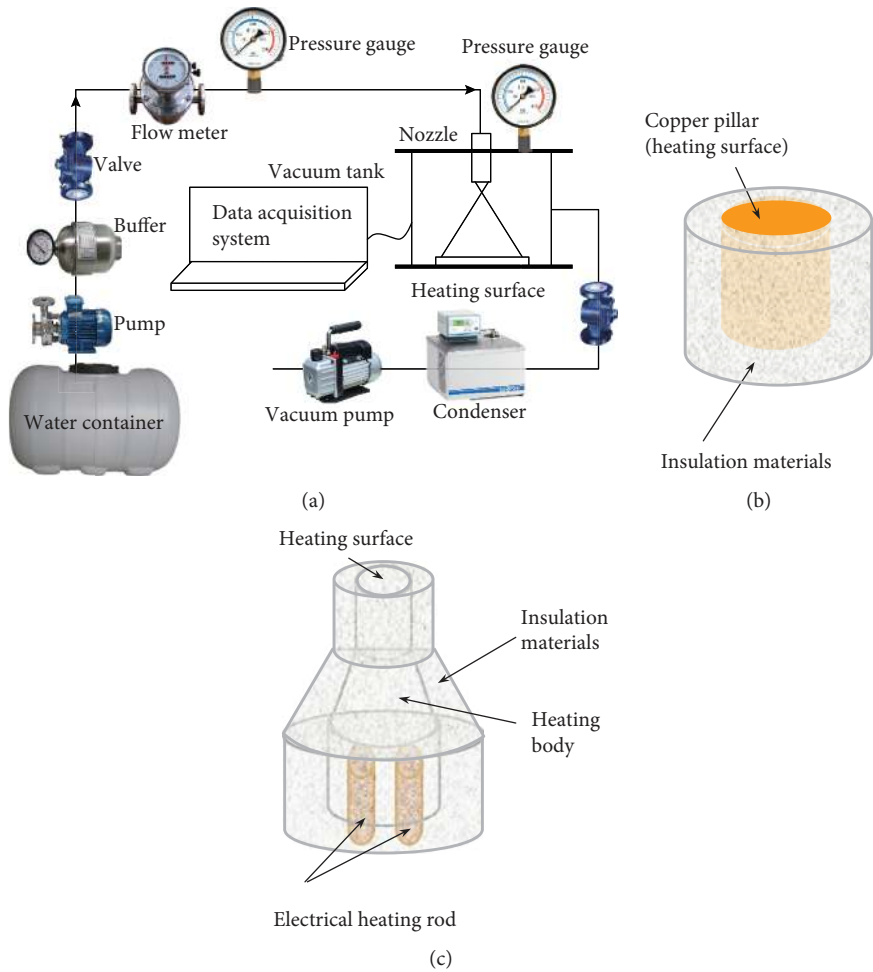 Pressure gauge
Pressure gauge
Flow meter
Nozzle
Valve
Vacuum tank
Data acquisition
system
Buffer
Heating surface
Pump
Water container
Vacuum pump
Condenser
(a)
Copper pillar
(heating surface)
Insulation materials
(b)
Heating surface
Insulation
materials
Heating
body
Electrical heating rod
(c)